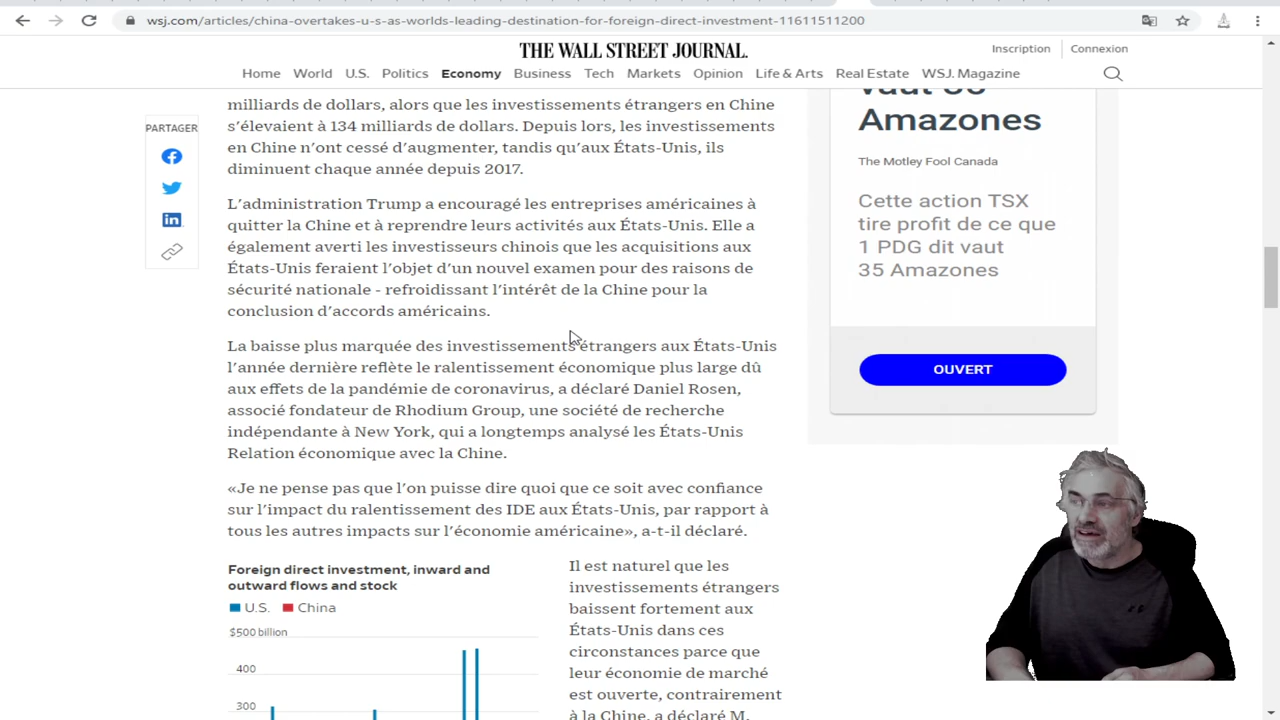 wsj.com/articles/china-overtakes-u-s-as-worlds-leading-destination-for-foreign-direct-investment-11611511200
THE WALL STREET JOURNAL.
Inscription
Connexion
Home World U.S. Politics Economy Business Tech Markets Opinion Life & Arts Real Estate WSJ. Magazine
PARTAGER
milliards de dollars, alors que les investissements étrangers en Chine
s'élevaient à 134 milliards de dollars. Depuis lors, les investissements
en Chine n'ont cessé d'augmenter, tandis qu'aux États-Unis, ils
diminuent chaque année depuis 2017.
L'administration Trump a encouragé les entreprises américaines à
quitter la Chine et à reprendre leurs activités aux États-Unis. Elle a
également averti les investisseurs chinois que les acquisitions aux
États-Unis feraient l'objet d'un nouvel examen pour des raisons de
sécurité nationale - refroidissant l'intérêt de la Chine pour la
conclusion d'accords américains.
La baisse plus marquée des investissements étrangers aux États-Unis
l'année dernière reflète le ralentissement économique plus large dû
aux effets de la pandémie de coronavirus, a déclaré Daniel Rosen,
associé fondateur de Rhodium Group, une société de recherche
indépendante à New York, qui a longtemps analysé les États-Unis
Relation économique avec la Chine.
«Je ne pense pas que l'on puisse dire quoi que ce soit avec confiance
sur l'impact du ralentissement des IDE aux États-Unis, par rapport à
tous les autres impacts sur l'économie américaine», a-t-il déclaré.
Foreign direct investment, inward and
outward flows and stock
U.S. China
$500 billion
400
300
Il est naturel que les
investissements étrangers
baissent fortement aux
États-Unis dans ces
circonstances parce que
leur économie de marché
est ouverte, contrairement
à la Chine, a déclaré M.
vaut
Amazones
The Motley Fool Canada
Cette action TSX
tire profit de ce que
1 PDG dit vaut
35 Amazones
OUVERT